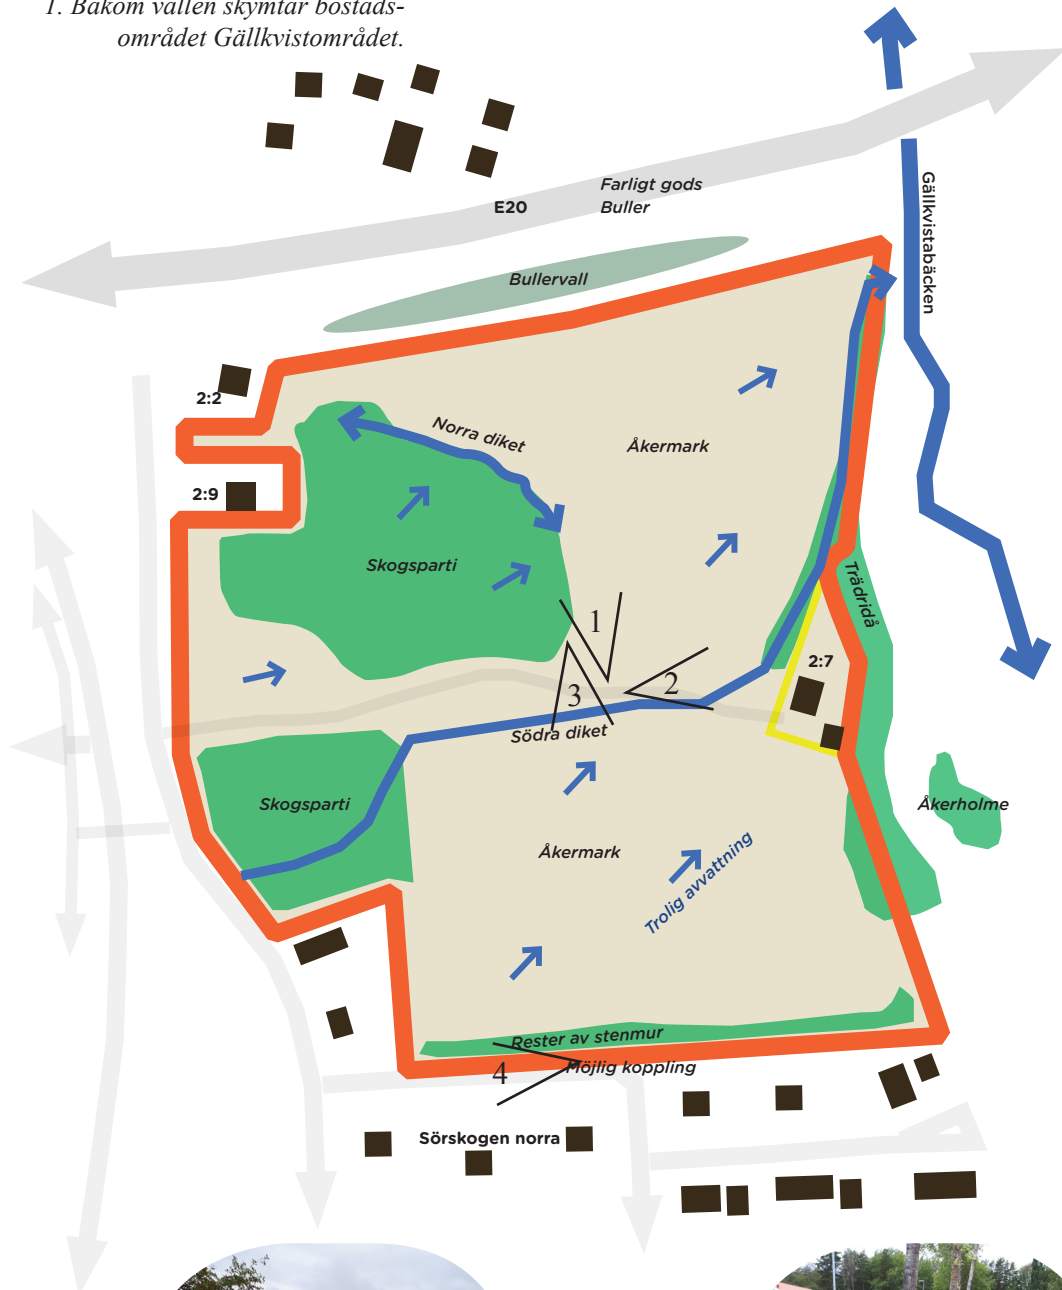 1. Bakom vallen skymtar bostads-
området Gällkvistområdet.
Farligt gods
E20 Buller
Gällkvistabäcken
Bullervall
2:2
Norra diket
Åkermark
2:9
Skogsparti
Trädridå
1
2:7
2
3
Södra diket
Skogsparti
Åkerholme
Åkermark
Trolig avvattning
Rester av stenmur
Möjlig koppling
4
Sörskogen norra